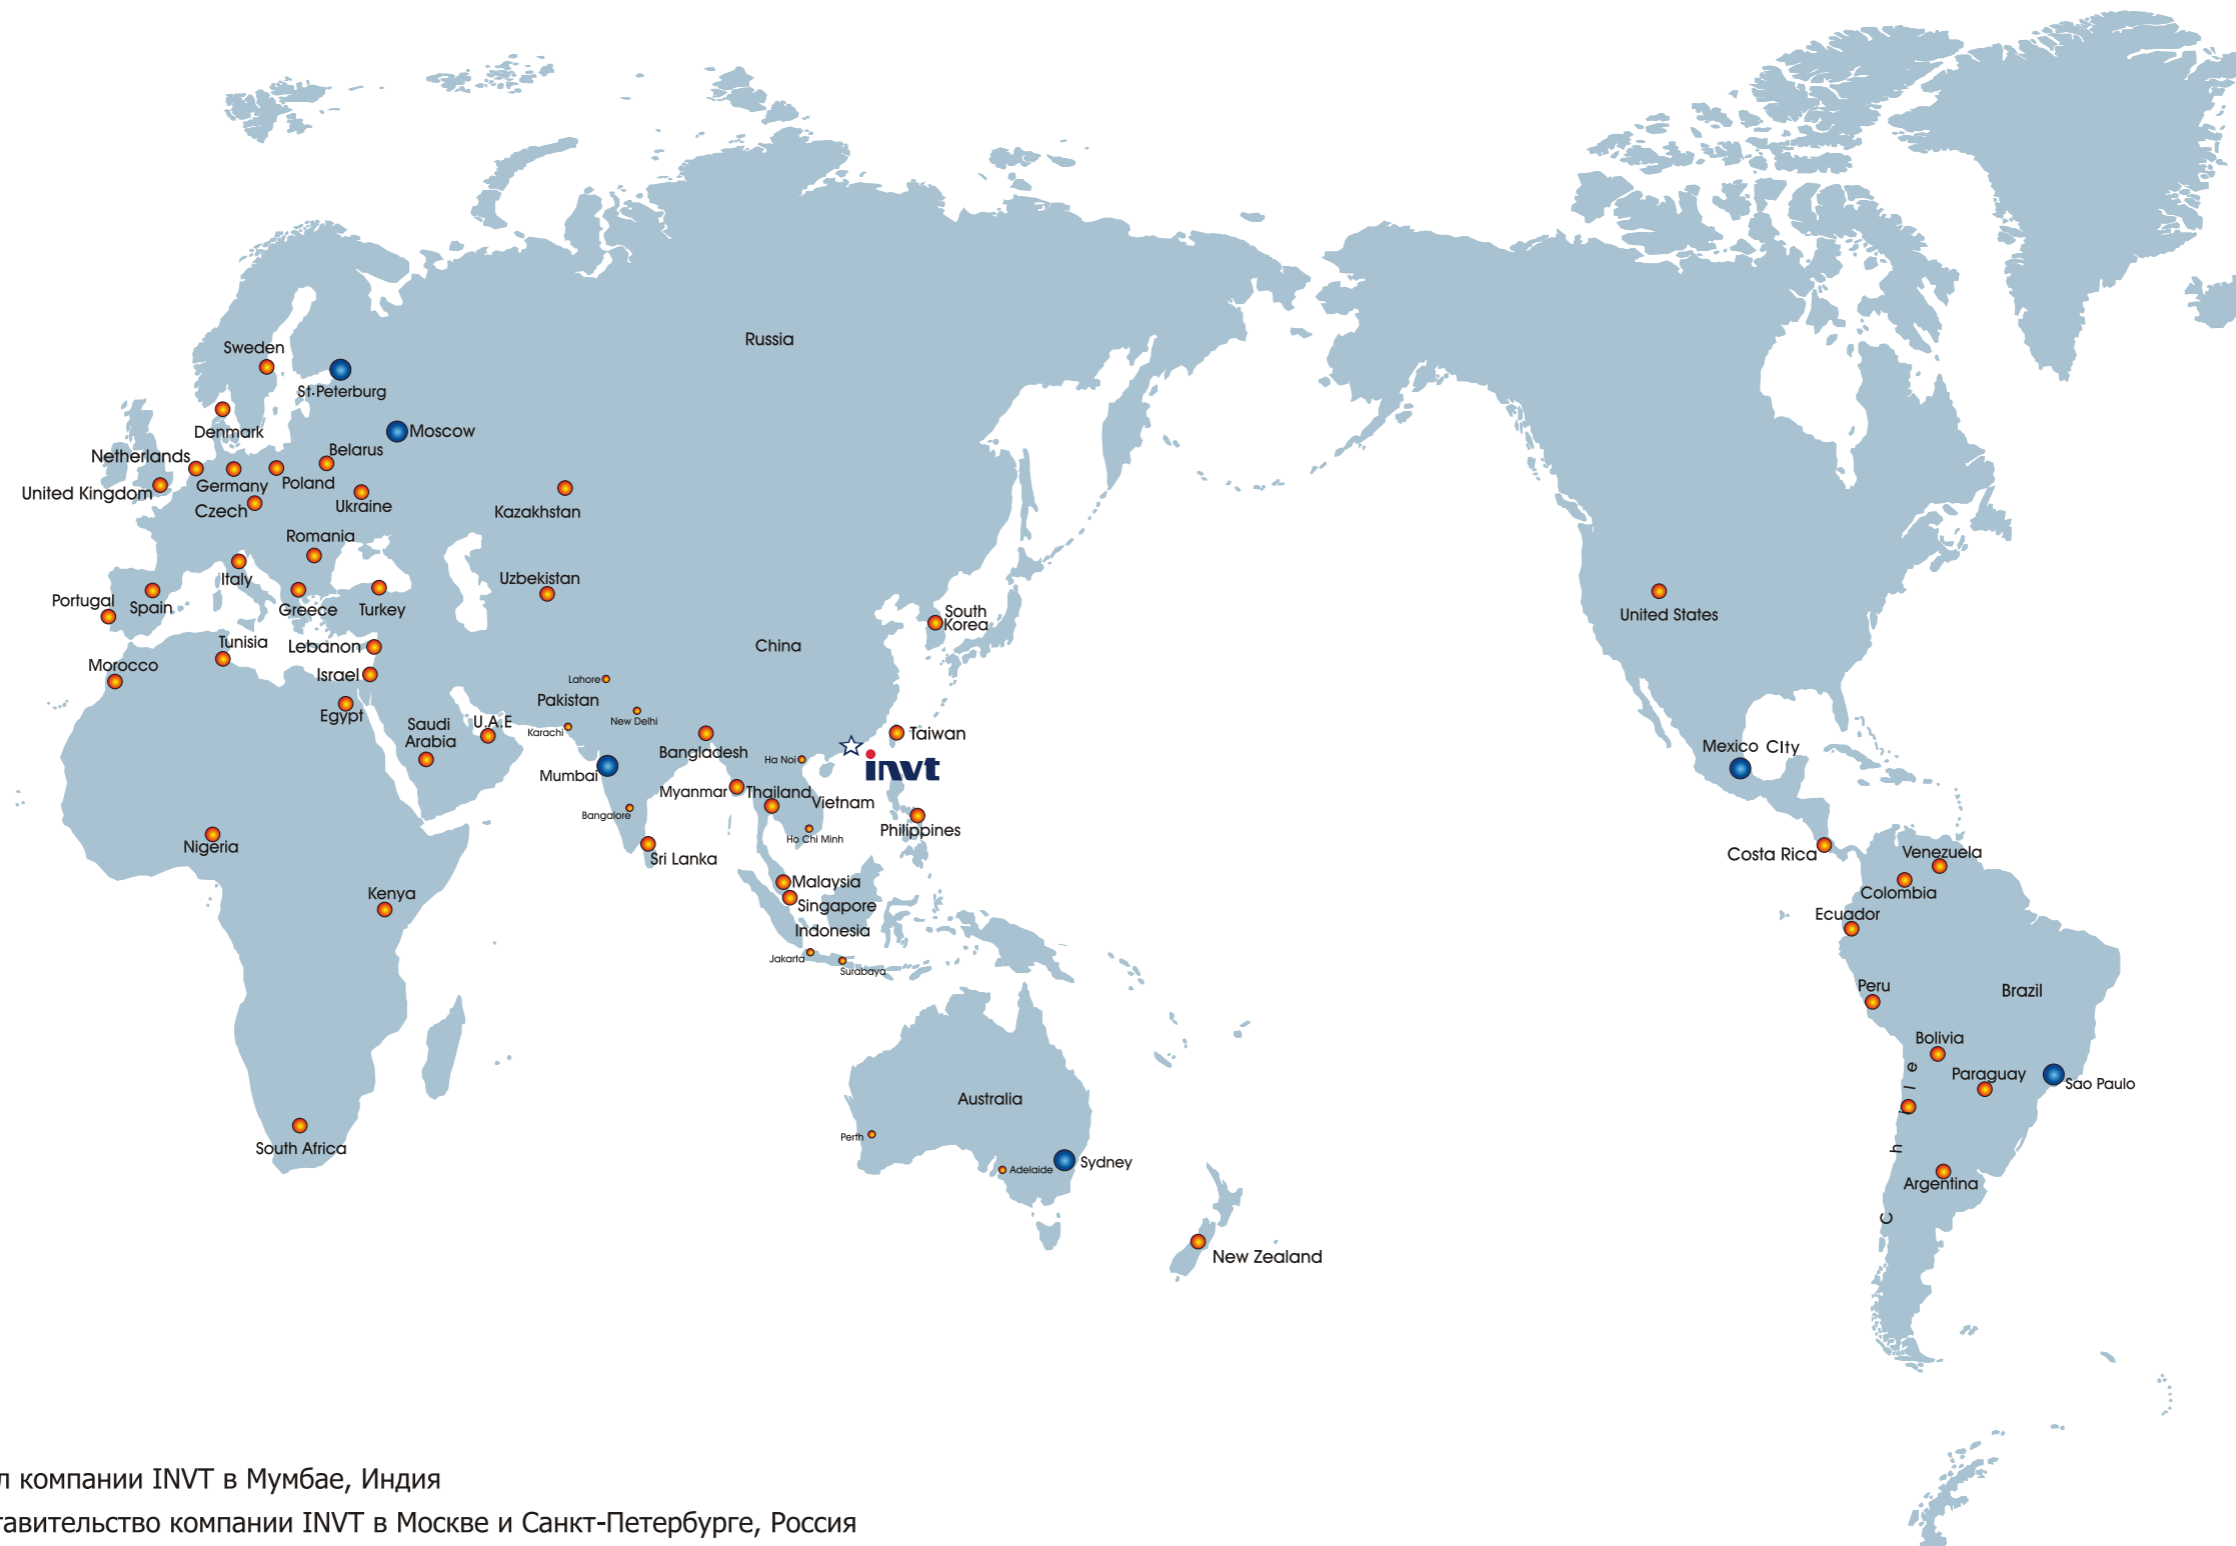 Russia
Sweden
St.Peterburg
Denmark
Moscow
Belarus
Netherlands
Germany
Poland
United Kingdom
Czech
Ukraine
Kazakhstan
Romania
Italy
Uzbekistan
Portugal
Spain
Greece
Turkey
South
Korea
United States
Tunisia
Lebanon
China
Morocco
Israel
Lahore
Pakistan
Egypt
Saudi
Arabia
U.A.E
New Delhi
Karachi
Taiwan
Bangladesh
Mexico City
Ha Noi
invt
Mumbai
Myanmar
Thailand
Vietnam
Bangalore
Philippines
Ho Chi Minh
Nigeria
Sri Lanka
Costa Rica
Venezuela
Malaysia
Colombia
Kenya
Singapore
Ecuador
Indonesia
Jakarta
Surabaya
Peru
Brazil
Bolivia
Chile
Paraguay
Sao Paulo
Australia
Perth
South Africa
Adelaide
Sydney
Argentina
New Zealand
компании INVT в Мумбае, Индия
компании INVT в Москве и Санкт-Петербурге, Россия